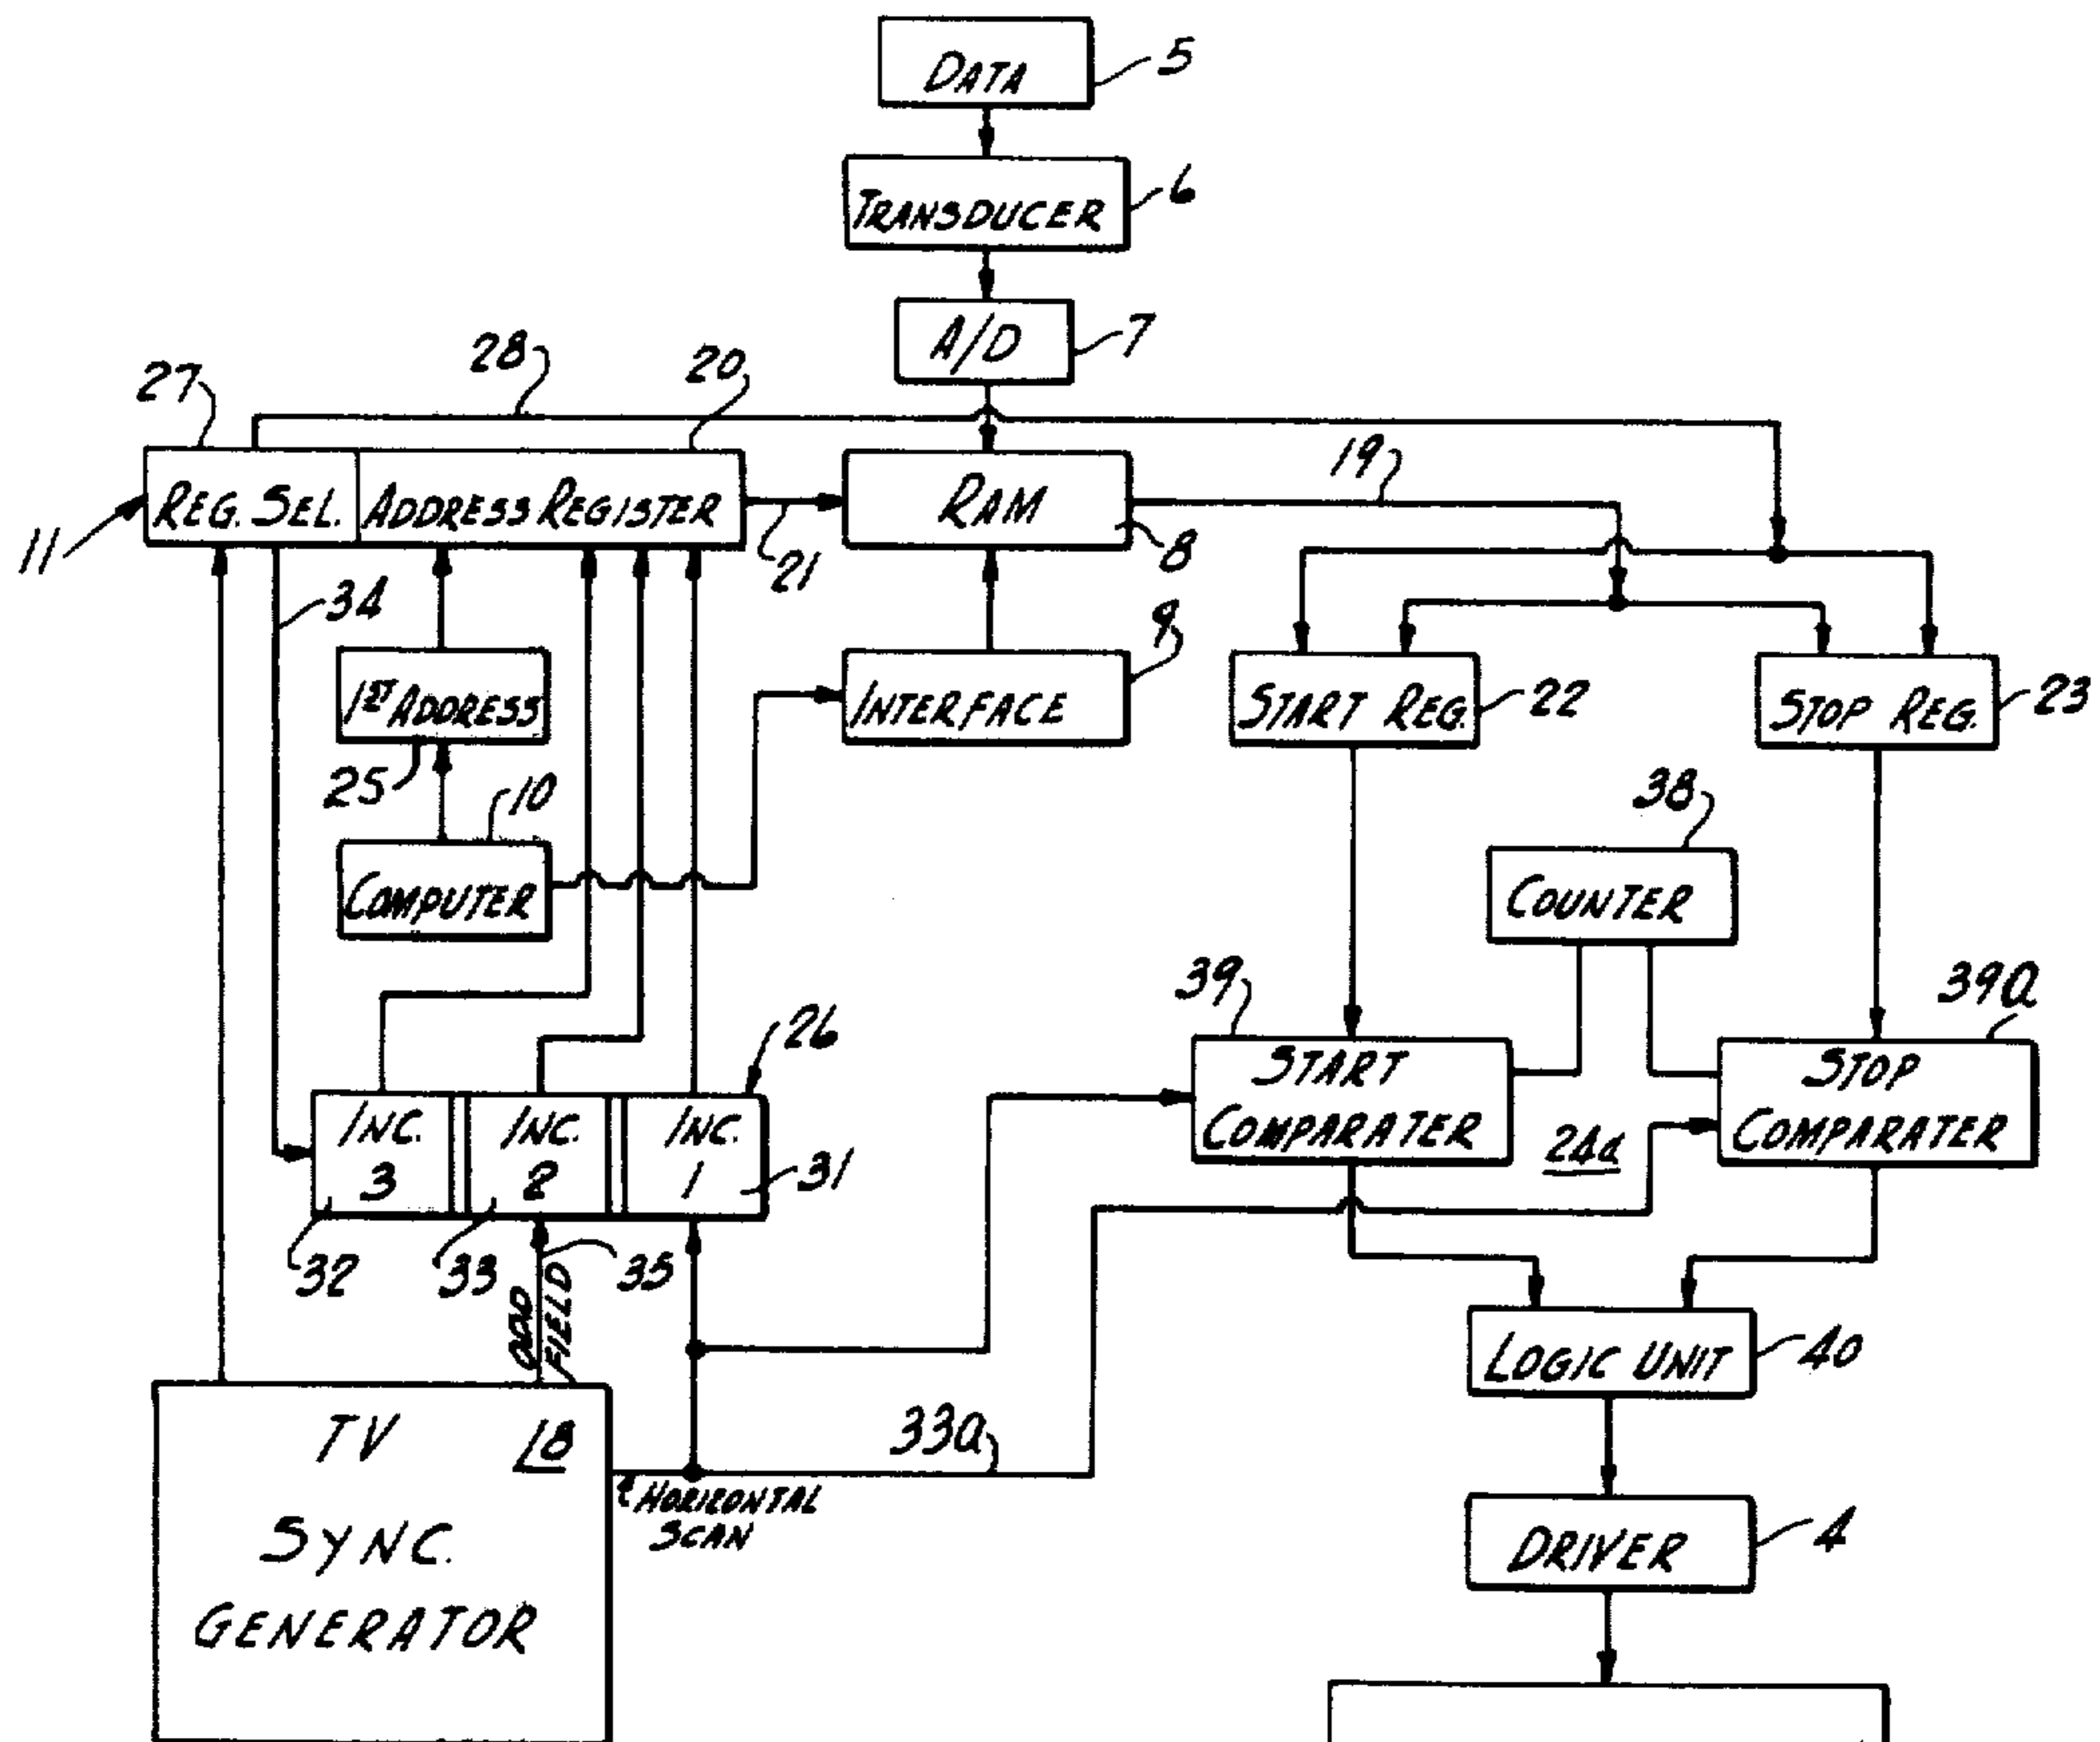 DATA
5
TRANSDUCER
6
A/D
7
27
28
20
REG. SEL.
ADDRESS REGISTER
11
21
RAM
8
19
34
1ST ADDRESS
25
INTERFACE
9
START REG.
22
STOP REG.
23
10
COMPUTER
38
COUNTER
26
39
START
COMPARATER
24a
39a
STOP
COMPARATER
INC.
3
INC.
2
INC.
1
31
32
33
35
ODD
FIELD
LOGIC UNIT
40
TV
18
SYNC.
GENERATOR
HORIZONTAL
SCAN
33a
DRIVER
4